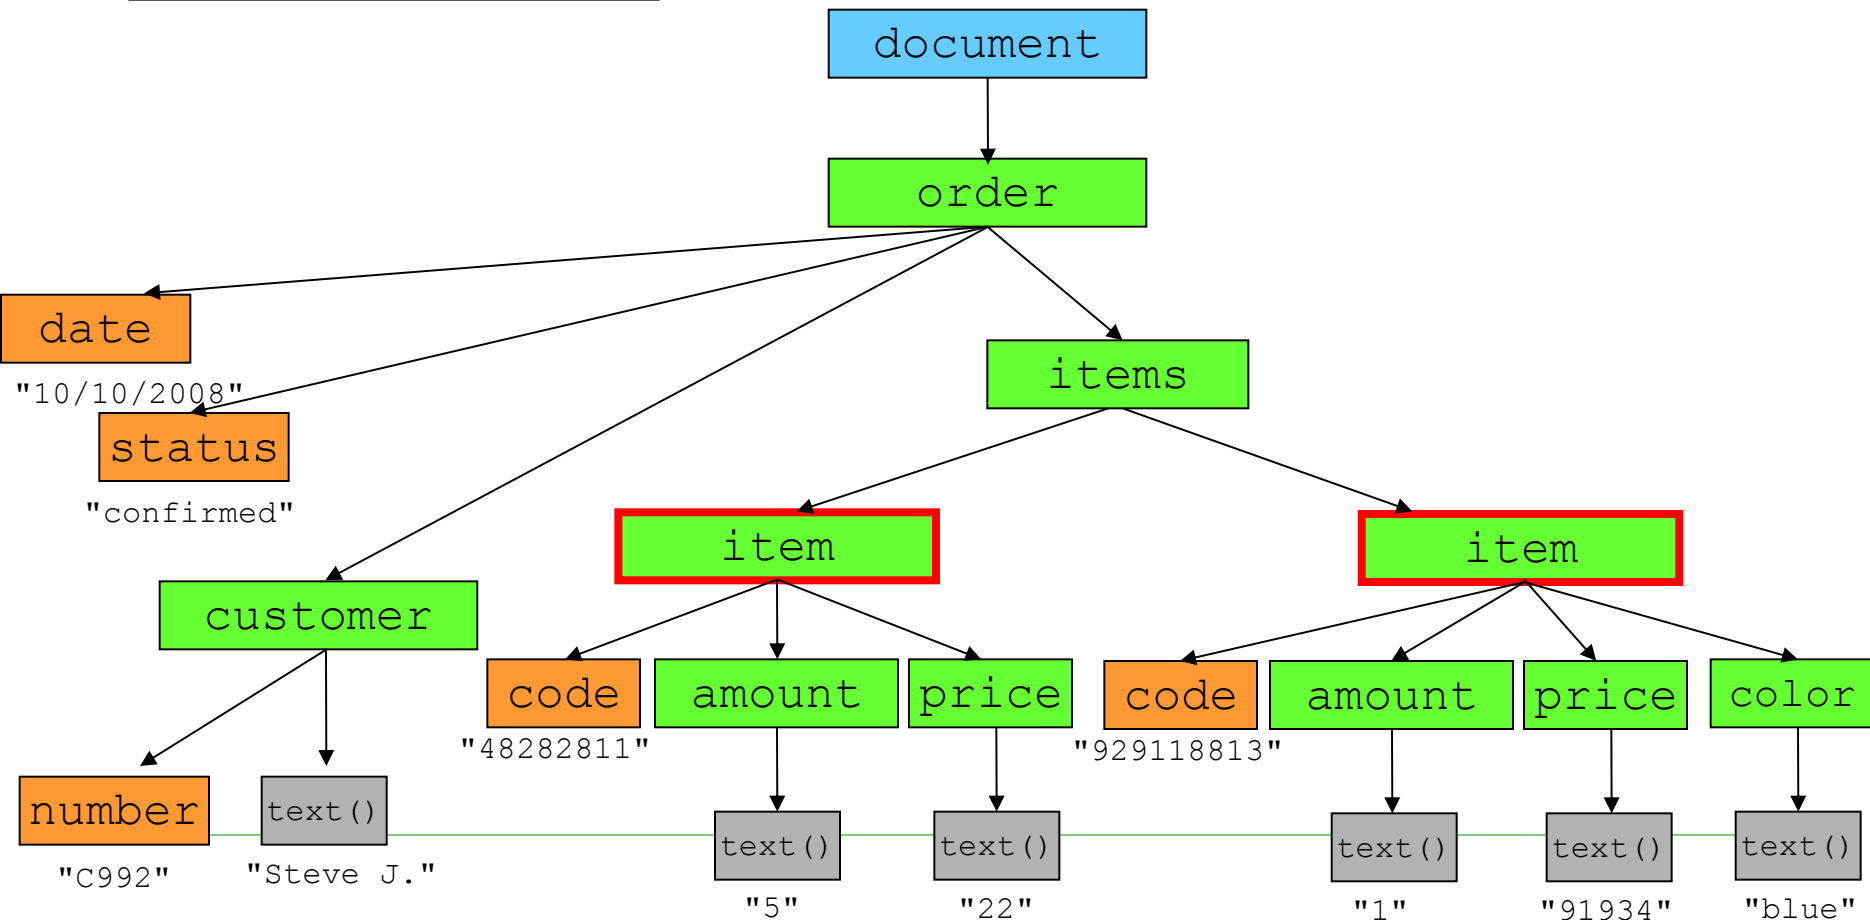 document
order
date
"10/10/2008"
items
status
"confirmed"
item
item
customer
code
amount
price
code
amount
price
color
"48282811"
"929118813"
number
text()
text()
text()
text()
text()
text()
"C992"
"Steve J."
"5"
"22"
"1"
"91934"
"blue"